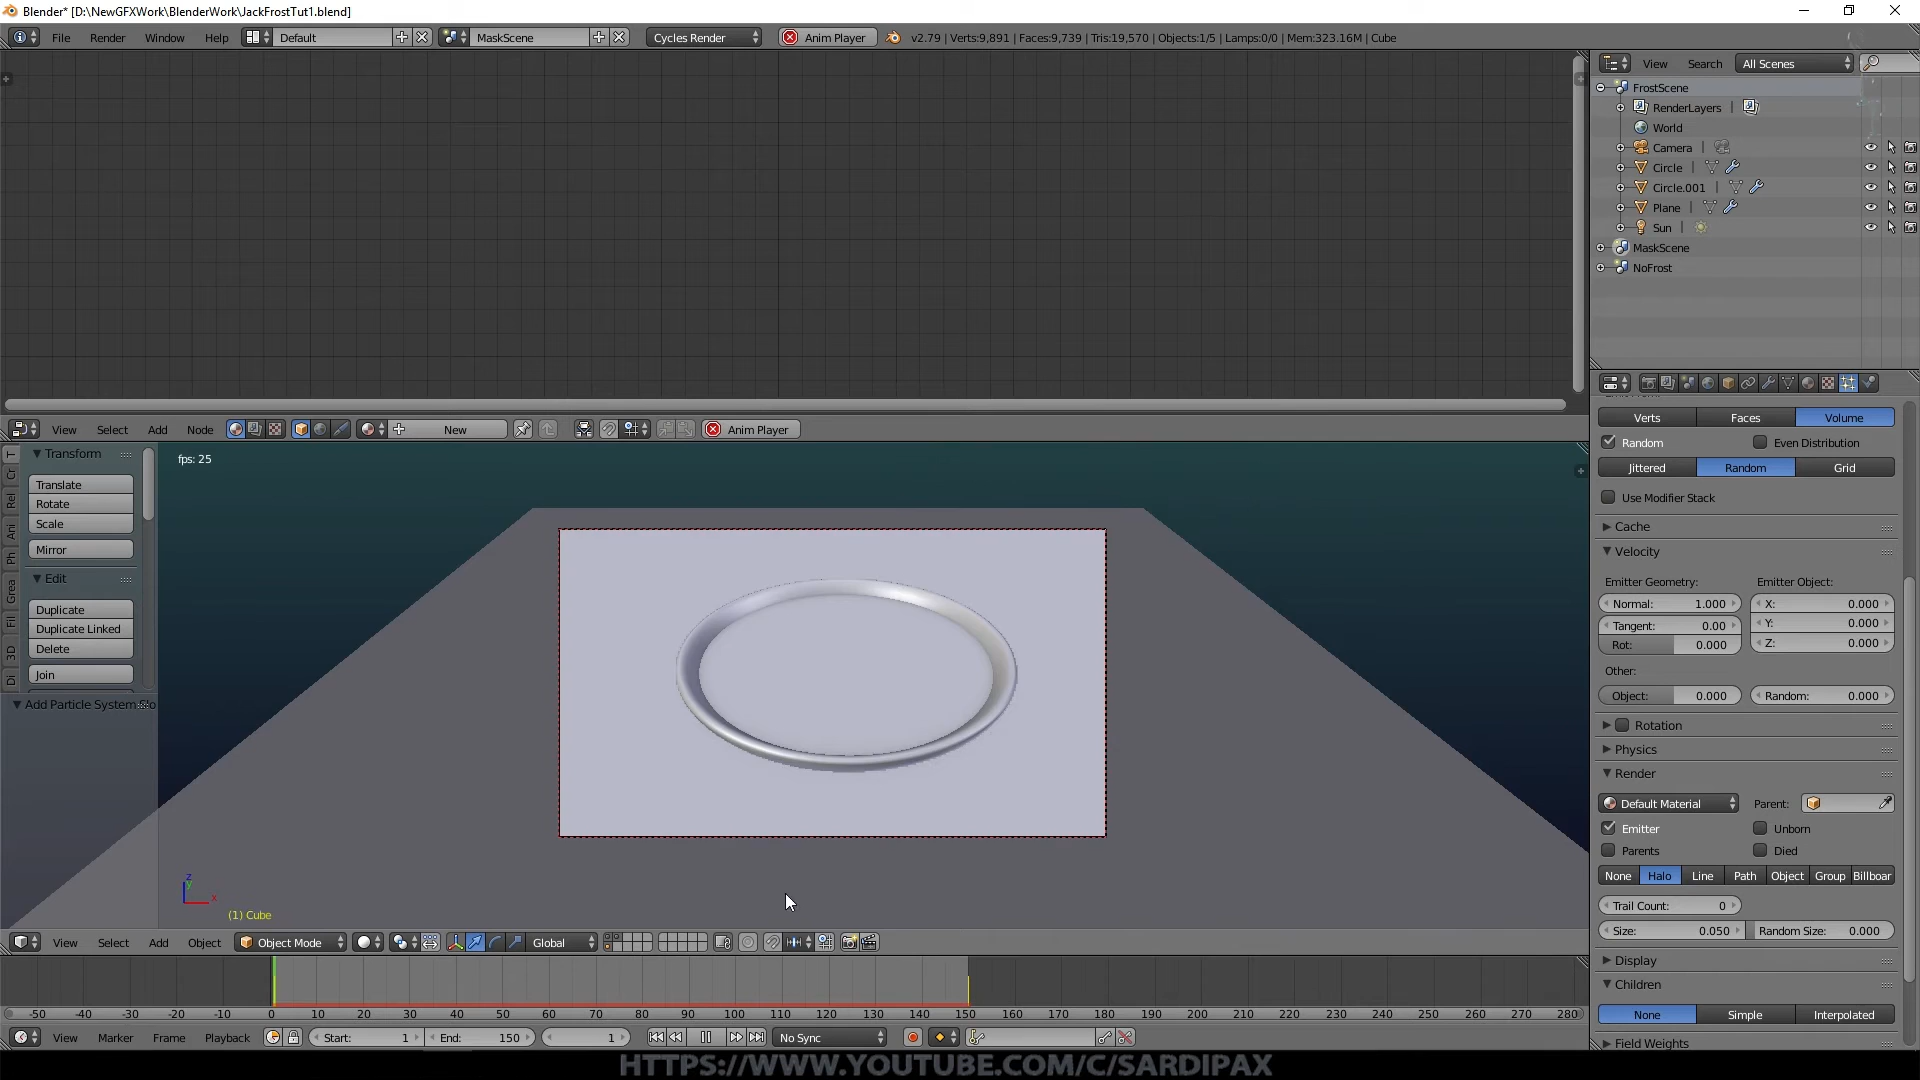 Blender* [D:\NewGFXWork\BlenderWork\JackFrostTut1.blend]
File Render Window Help Default MaskScene Cycles Render Anim Player v2.79 | Verts:9,891 | Faces:9,739 | Tris:19,570 | Objects:1/5 | Lamps:0/0 | Mem:323.16M | Cube
View Search All Scenes
FrostScene
RenderLayers
World
Camera
Circle
Circle.001
Plane
Sun
MaskScene
NoFrost
Verts Faces Volume
Random Even Distribution
Jittered Random Grid
Use Modifier Stack
Cache
Velocity
Emitter Geometry: Emitter Object:
Normal: 1.000 X: 0.000
Tangent: 0.00 Y: 0.000
Rot: 0.000 Z: 0.000
Other:
Object: 0.000 Random: 0.000
Rotation
Physics
Render
Default Material Parent:
Emitter Unborn
Parents Died
None Halo Line Path Object Group Billboar
Trail Count: 0
Size: 0.050 Random Size: 0.000
Display
Children
None Simple Interpolated
Field Weights
View Select Add Node New Anim Player
Transform
Translate
Rotate
Scale
Mirror
Edit
Duplicate
Duplicate Linked
Delete
Join
Add Particle System
T
Cr
Rel
Ani
Ph
Grea
Fil
3D
Di
fps: 25
z
y
x
(1) Cube
View Select Add Object Object Mode Global
-50 -40 -30 -20 -10 0 10 20 30 40 50 60 70 80 90 100 110 120 130 140 150 160 170 180 190 200 210 220 230 240 250 260 270 280
View Marker Frame Playback Start: 1 End: 150 1 No Sync
HTTPS://WWW.YOUTUBE.COM/C/SARDIPAX